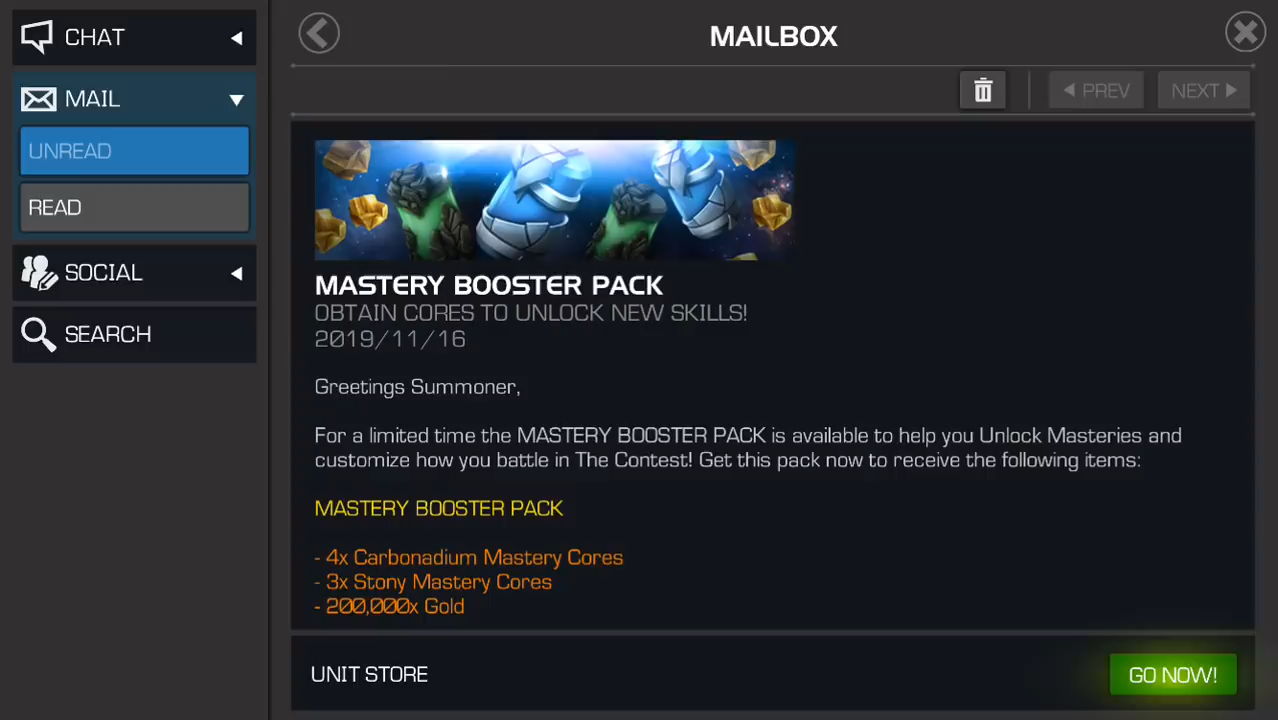 CHAT
MAIL
UNREAD
READ
SOCIAL
SEARCH
MAILBOX
PREV
NEXT
MASTERY BOOSTER PACK
OBTAIN CORES TO UNLOCK NEW SKILLS!
2019/11/16
Greetings Summoner,
For a limited time the MASTERY BOOSTER PACK is available to help you Unlock Masteries and
customize how you battle in The Contest! Get this pack now to receive the following items:
MASTERY BOOSTER PACK
- 4x Carbonadium Mastery Cores
- 3x Stony Mastery Cores
- 200,000x Gold
UNIT STORE
GO NOW!